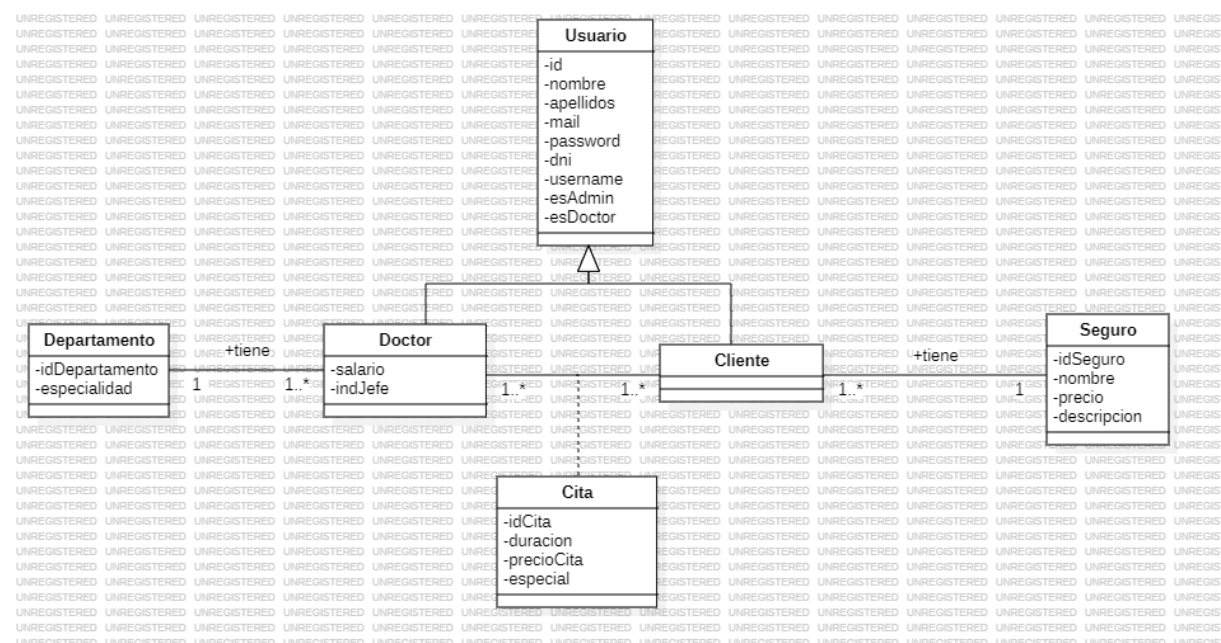 Usuario
-id
-nombre
-apellidos
-mail
-password
-dni
-username
-esAdmin
-esDoctor
Departamento
-idDepartamento
-especialidad
+tiene
1
1..*
Doctor
-salario
-indJefe
1..*
1..*
Cliente
+tiene
1..*
1
Seguro
-idSeguro
-nombre
-precio
-descripcion
Cita
-idCita
-duracion
-precioCita
-especial
UNREGISTERED